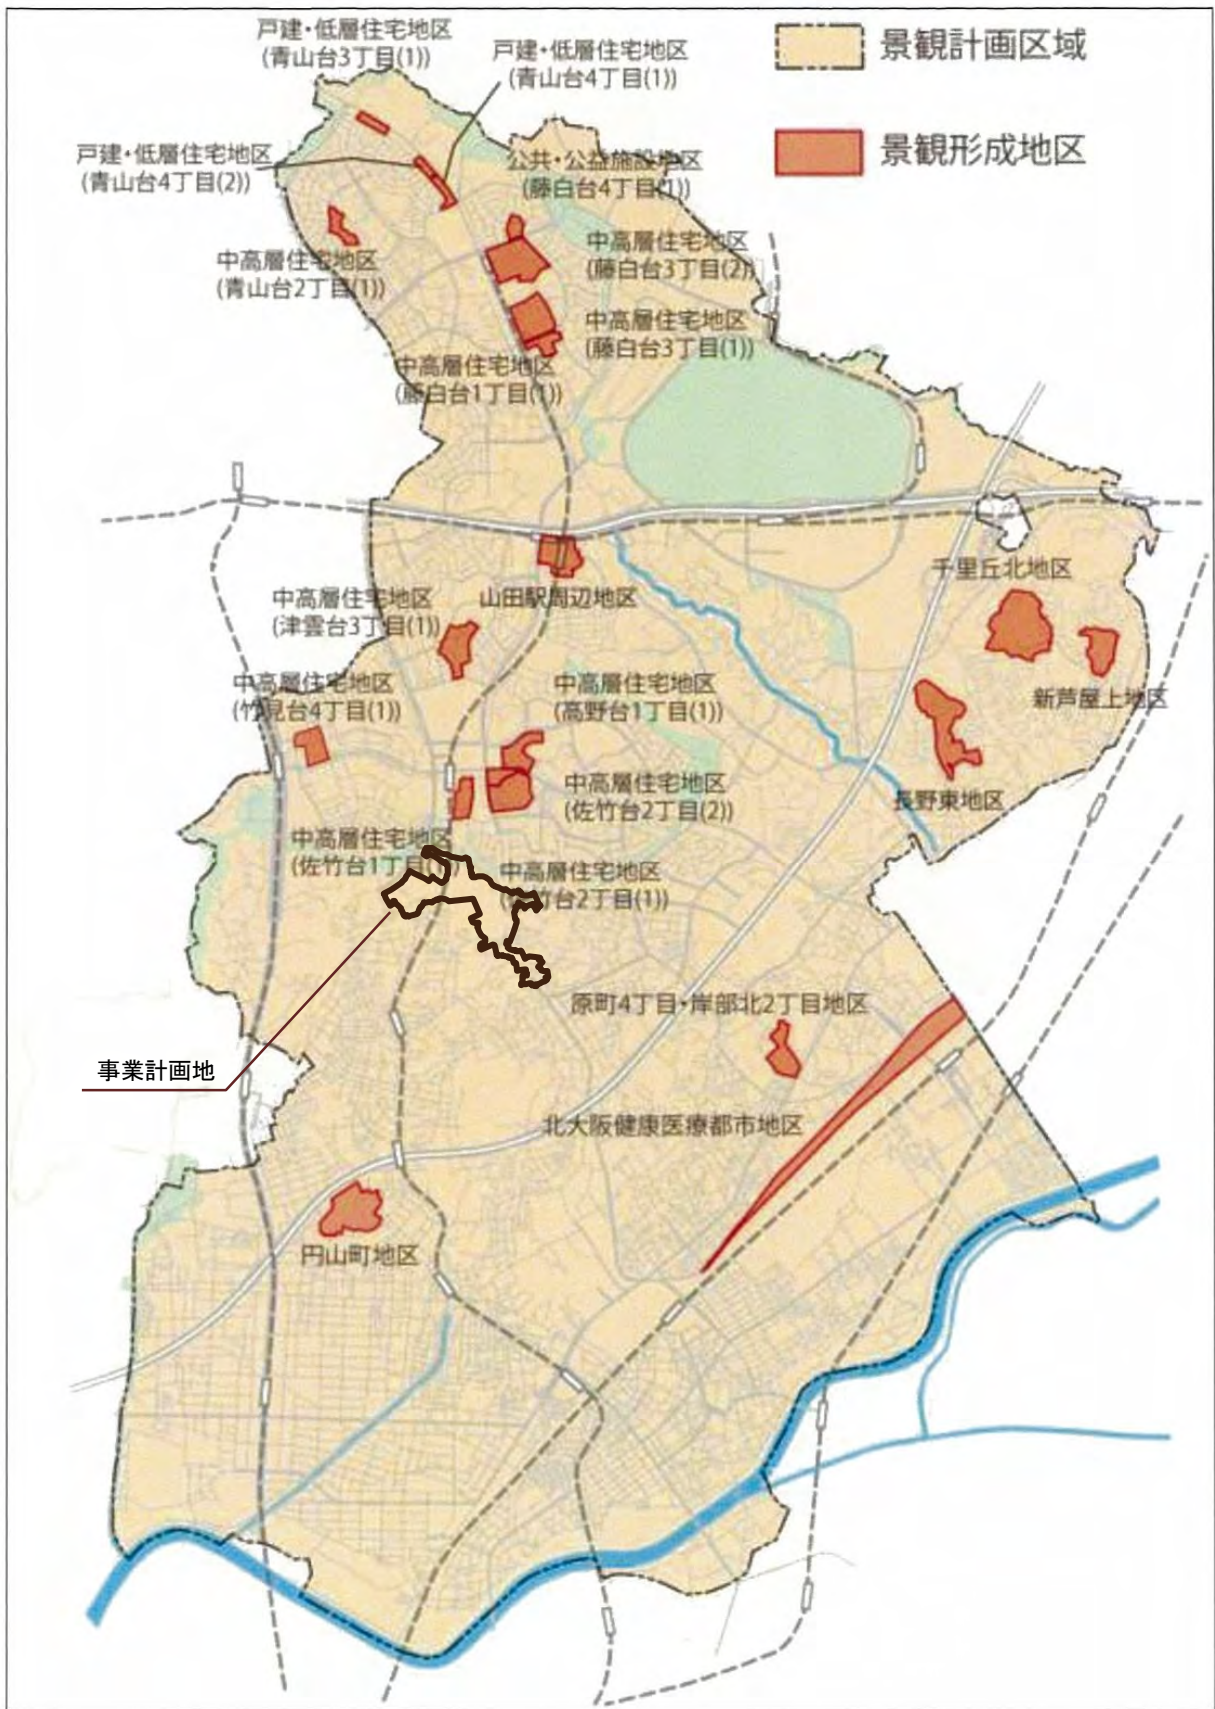 戸建・低層住宅地区
(青山台3丁目(1))
戸建・低層住宅地区
(青山台4丁目(1))
景観計画区域
景観形成地区
戸建・低層住宅地区
(青山台4丁目(2))
公共・公益施設地区
(藤白台4丁目(1))
中高層住宅地区
(青山台2丁目(1))
中高層住宅地区
(藤白台3丁目(2))
中高層住宅地区
(藤白台3丁目(1))
中高層住宅地区
(藤白台1丁目(1))
千里丘北地区
中高層住宅地区
(津雲台3丁目(1))
山田駅周辺地区
中高層住宅地区
(竹見台4丁目(1))
中高層住宅地区
(高野台1丁目(1))
新芦屋上地区
中高層住宅地区
(佐竹台2丁目(2))
長野東地区
中高層住宅地区
(佐竹台1丁目(1))
中高層住宅地区
(佐竹台2丁目(1))
原町4丁目・岸部北2丁目地区
事業計画地
北大阪健康医療都市地区
円山町地区